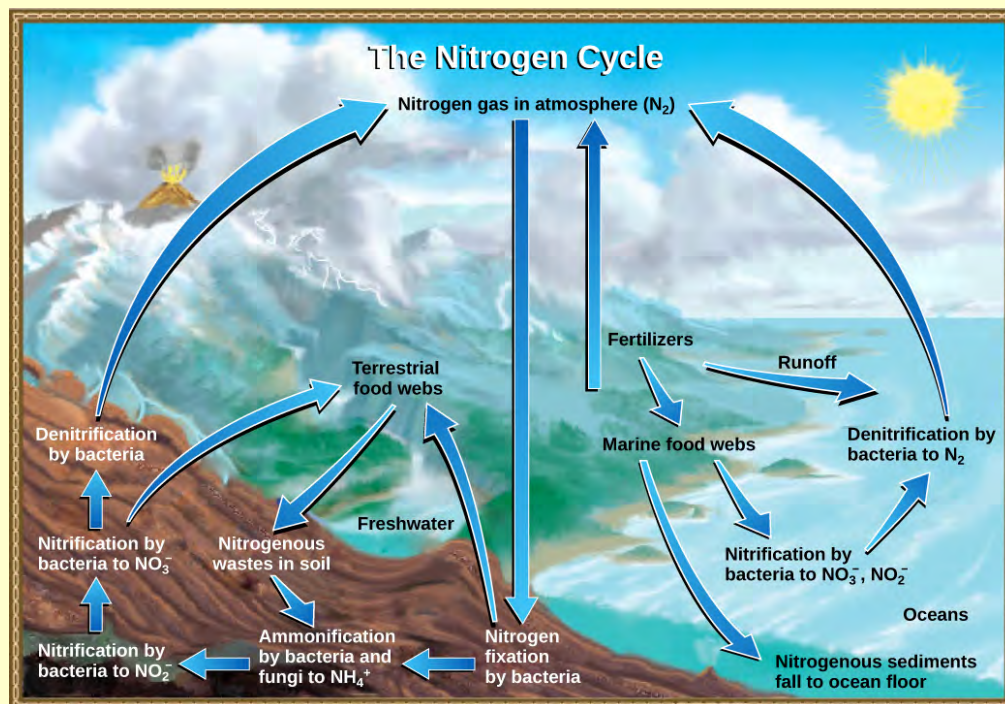 The Nitrogen Cycle
Nitrogen gas in atmosphere (N₂)
Fertilizers
Runoff
Terrestrial
food webs
Denitrification
by bacteria
Marine food webs
Denitrification by
bacteria to N₂
Freshwater
Nitrification by
bacteria to NO₃⁻
Nitrogenous
wastes in soil
Nitrification by
bacteria to NO₃⁻, NO₂⁻
Oceans
Nitrification by
bacteria to NO₂⁻
Ammonification
by bacteria and
fungi to NH₄⁺
Nitrogen
fixation
by bacteria
Nitrogenous sediments
fall to ocean floor